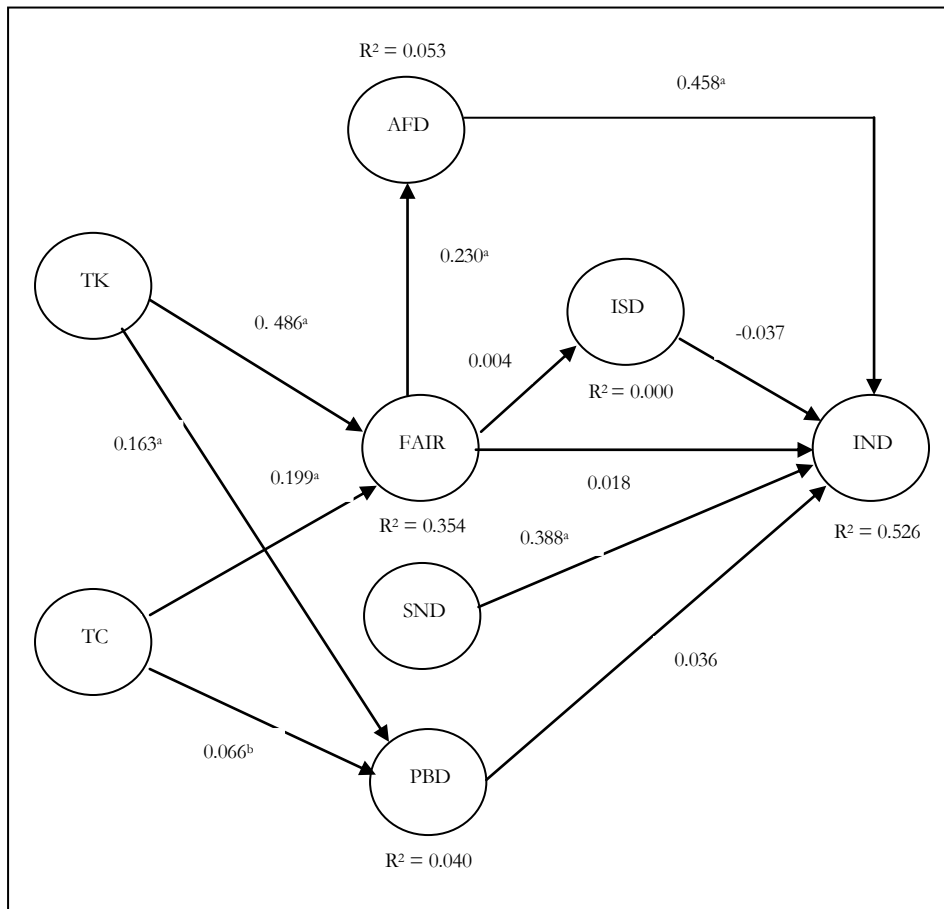 R² = 0.053
0.458ᵃ
AFD
TK
0.230ᵃ
ISD
0. 486ᵃ
-0.037
0.004
R² = 0.000
0.163ᵃ
FAIR
IND
0.199ᵃ
0.018
R² = 0.354
R² = 0.526
0.388ᵃ
SND
TC
0.036
0.066ᵇ
PBD
R² = 0.040